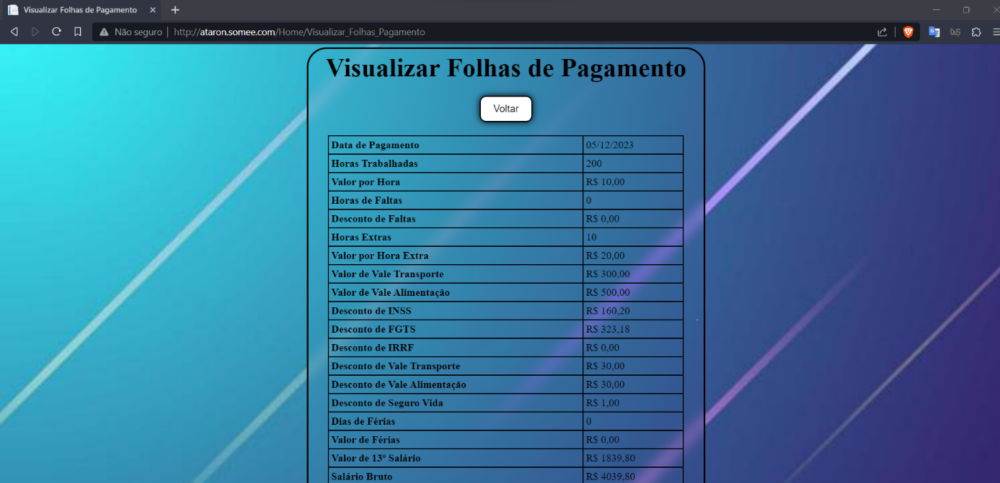 Visualizar Folhas de Pagamento
Não seguro http://ataron.somee.com/Home/Visualizar_Folhas_Pagamento
Visualizar Folhas de Pagamento
Voltar
Data de Pagamento 05/12/2023
Horas Trabalhadas 200
Valor por Hora R$ 10,00
Horas de Faltas 0
Desconto de Faltas R$ 0,00
Horas Extras 10
Valor por Hora Extra R$ 20,00
Valor de Vale Transporte R$ 300,00
Valor de Vale Alimentação R$ 500,00
Desconto de INSS R$ 160,20
Desconto de FGTS R$ 323,18
Desconto de IRRF R$ 0,00
Desconto de Vale Transporte R$ 30,00
Desconto de Vale Alimentação R$ 30,00
Desconto de Seguro Vida R$ 1,00
Dias de Férias 0
Valor de Férias R$ 0,00
Valor de 13º Salário R$ 1839,80
Salário Bruto R$ 4039,80